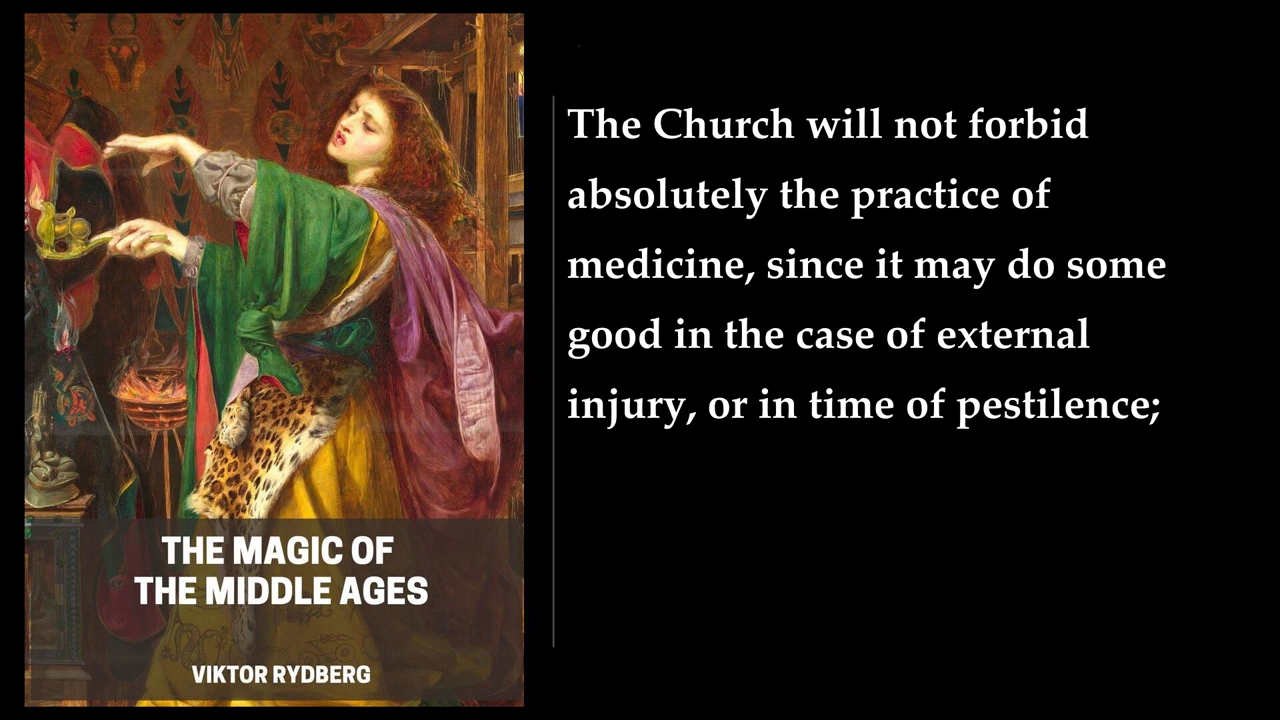 THE MAGIC OF
THE MIDDLE AGES
VIKTOR RYDBERG
The Church will not forbid
absolutely the practice of
medicine, since it may do some
good in the case of external
injury, or in time of pestilence;